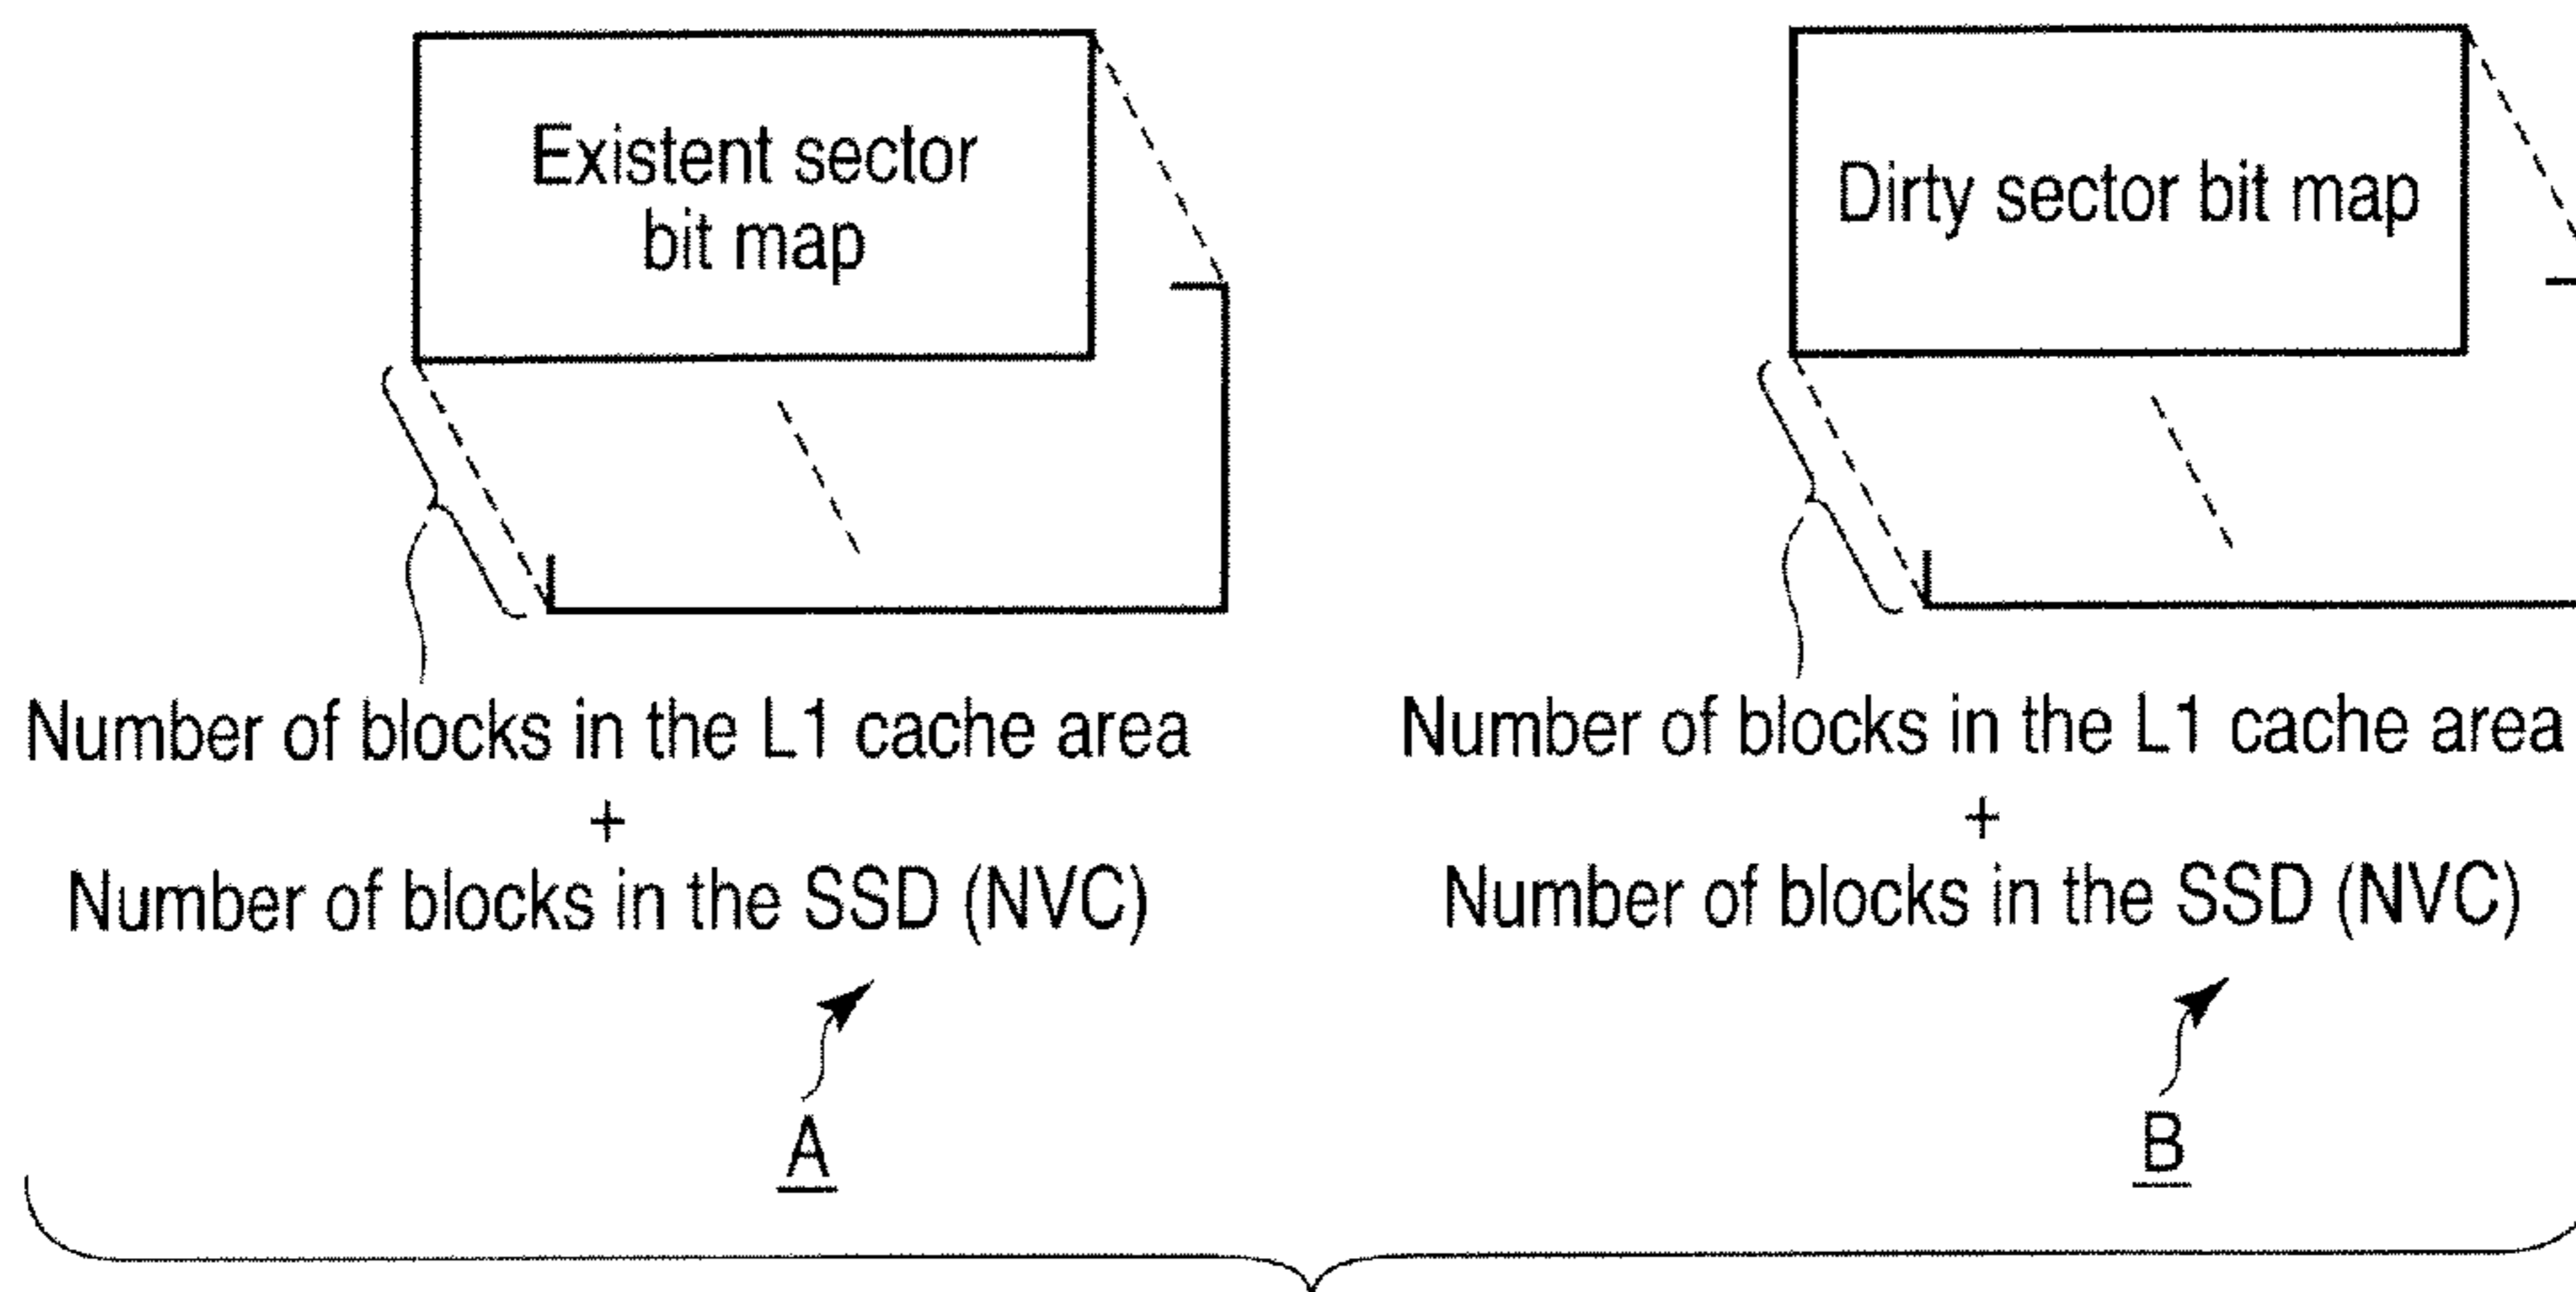 Existent sector
bit map
Number of blocks in the L1 cache area
+
Number of blocks in the SSD (NVC)
A
Dirty sector bit map
Number of blocks in the L1 cache area
+
Number of blocks in the SSD (NVC)
B